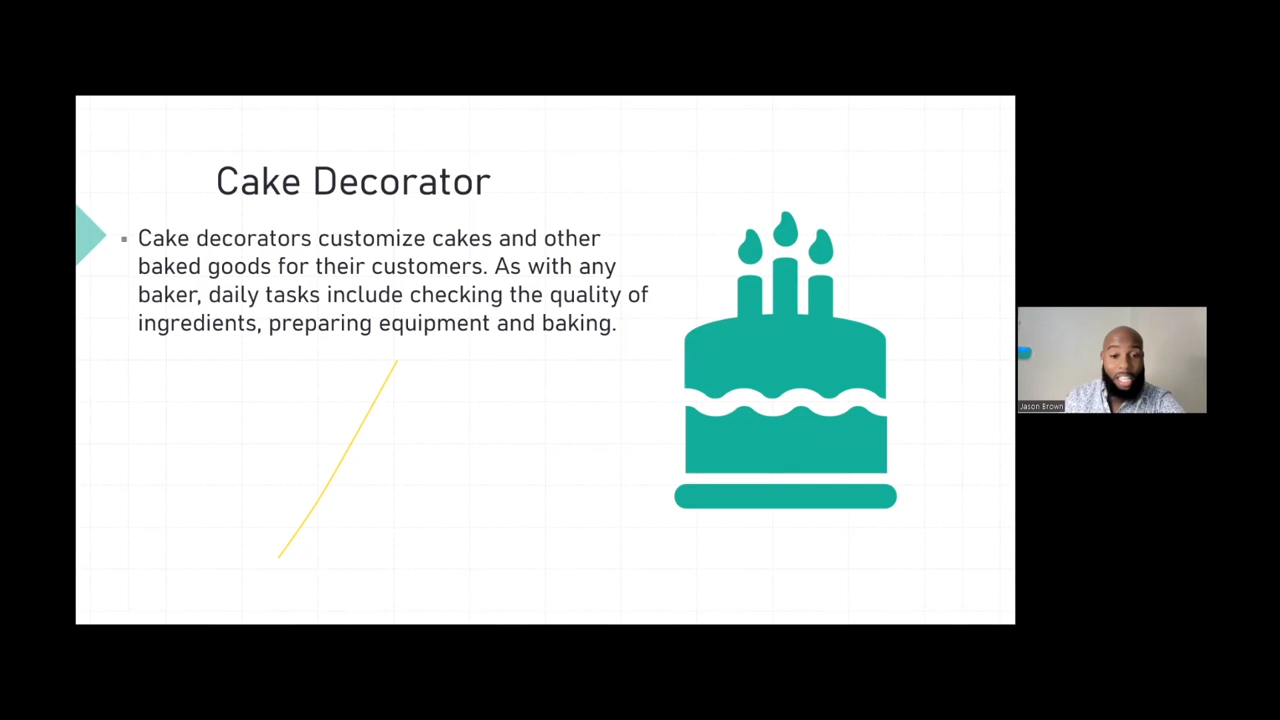 Cake Decorator
▪ Cake decorators customize cakes and other
baked goods for their customers. As with any
baker, daily tasks include checking the quality of
ingredients, preparing equipment and baking.
Jason Brown